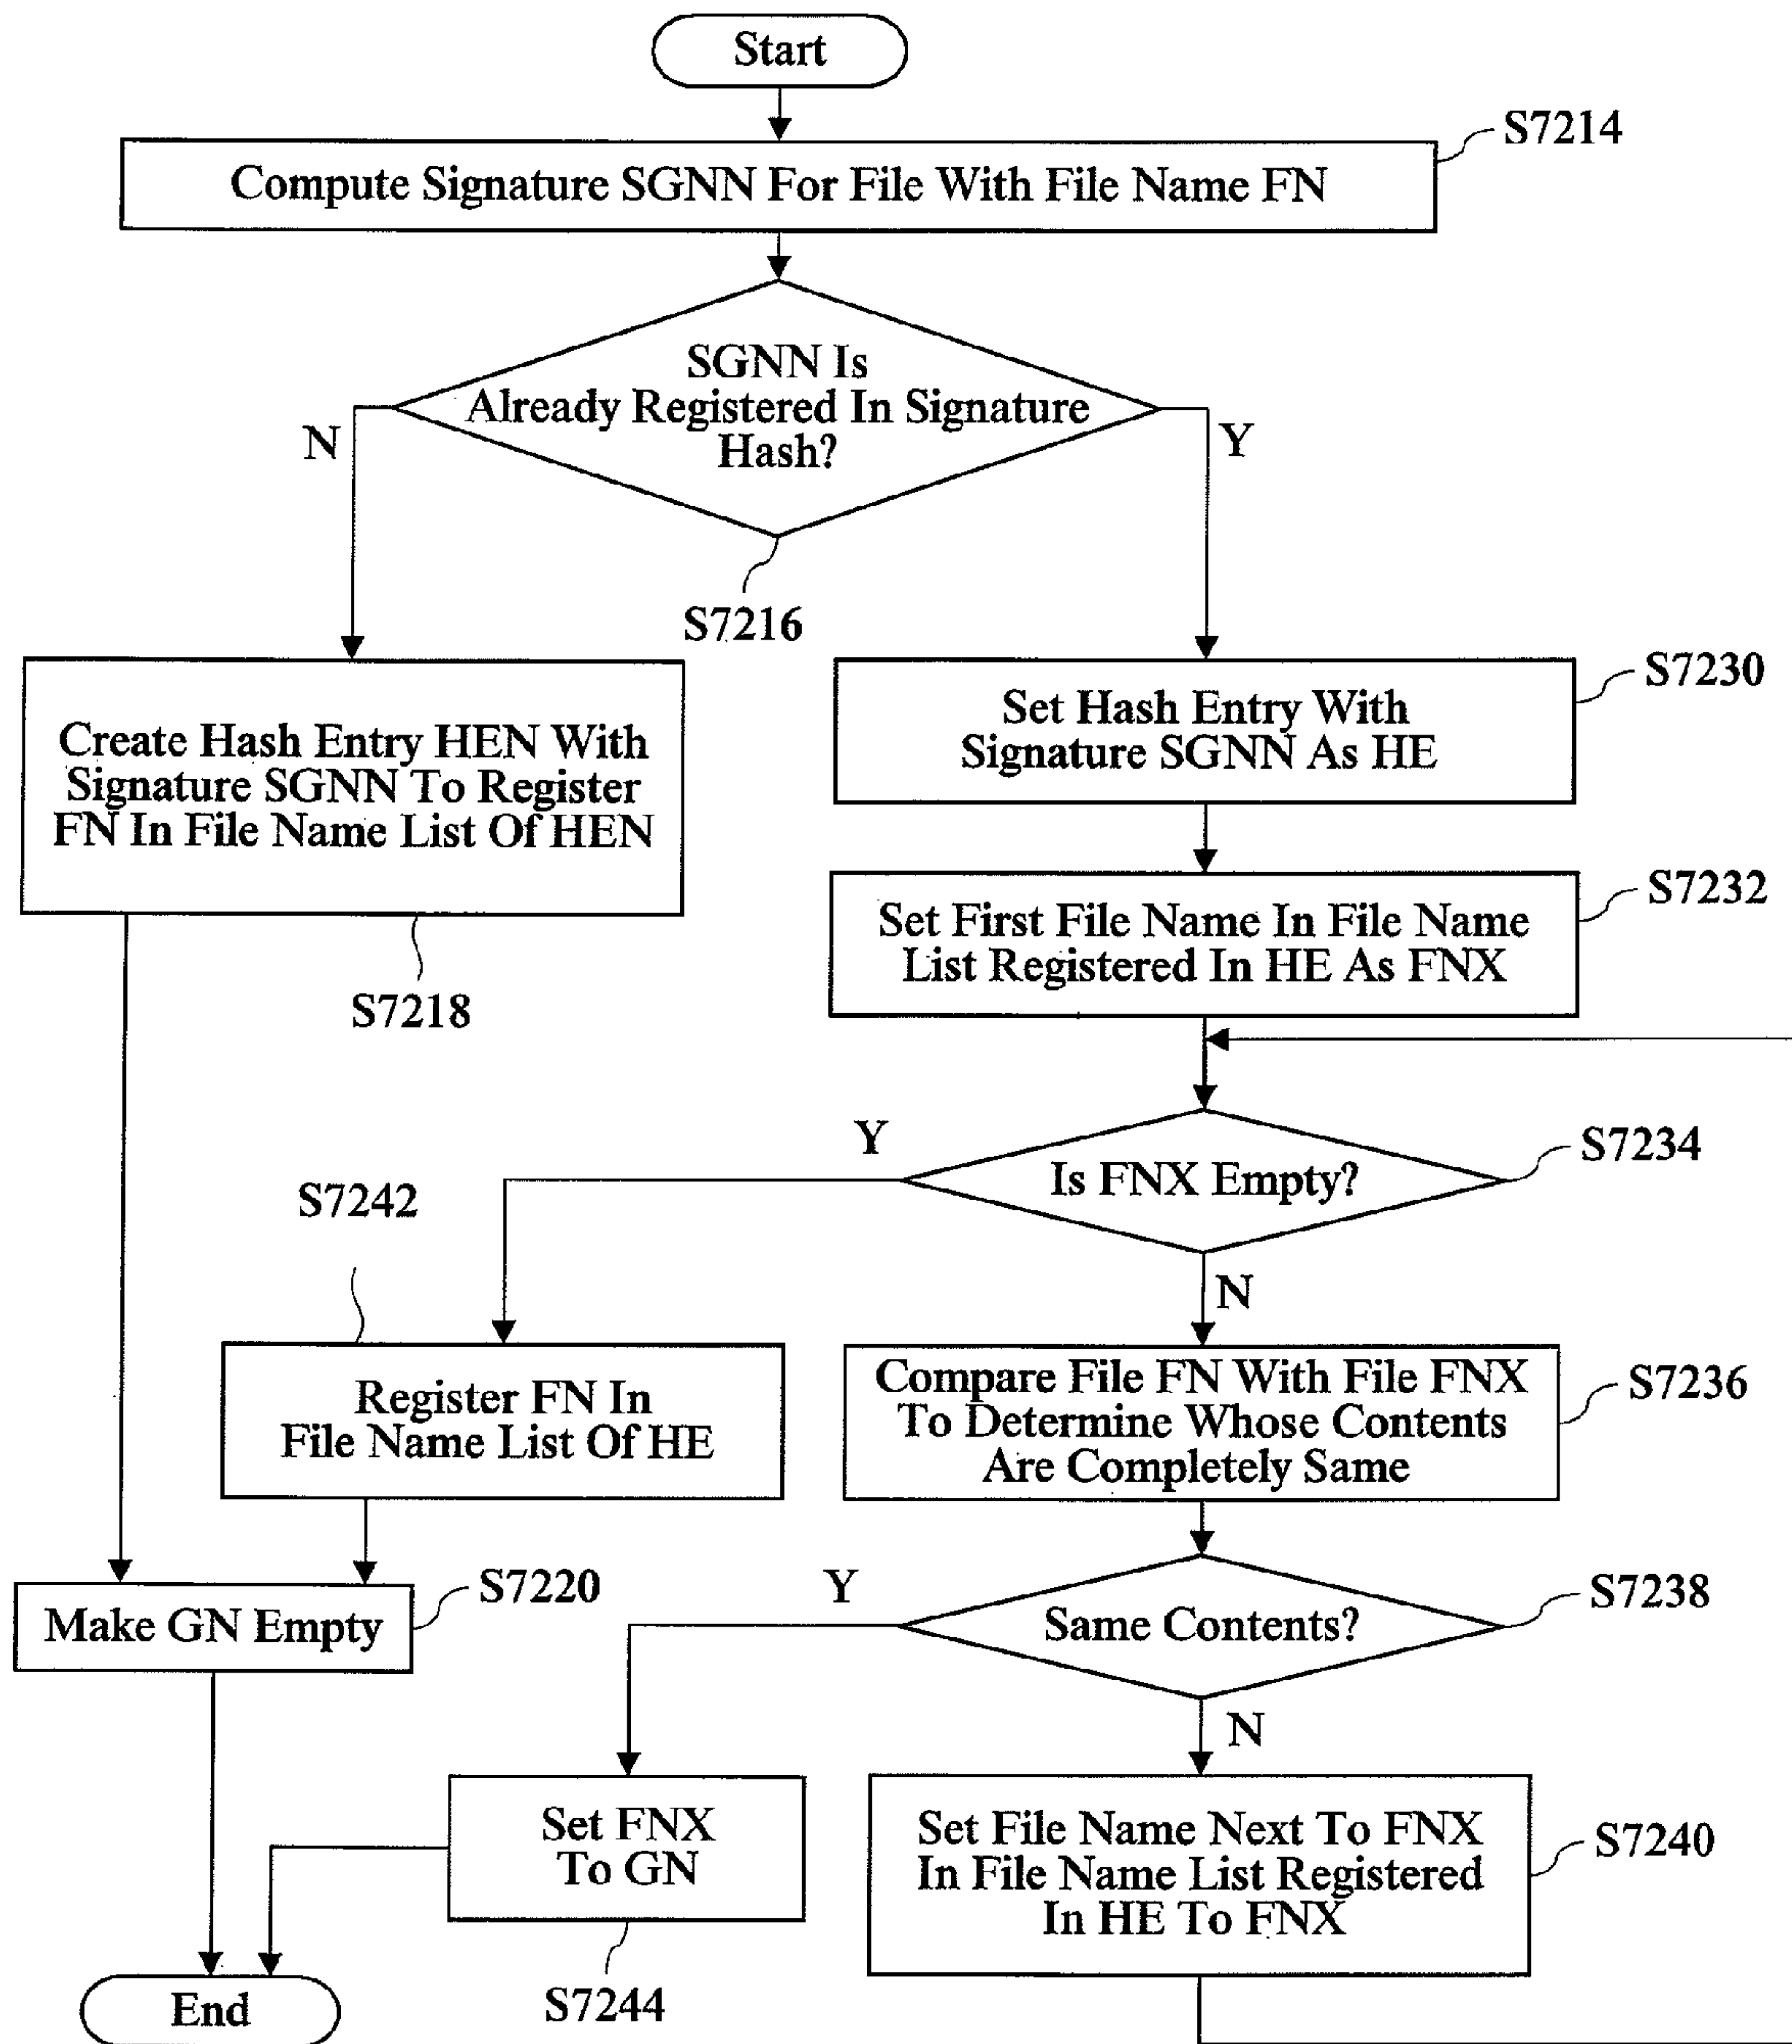 Start
S7214
Compute Signature SGNN For File With File Name FN
SGNN Is
Already Registered In Signature
Hash?
N
Y
S7216
S7230
Create Hash Entry HEN With
Signature SGNN To Register
FN In File Name List Of HEN
Set Hash Entry With
Signature SGNN As HE
S7218
S7232
Set First File Name In File Name
List Registered In HE As FNX
Y
S7234
Is FNX Empty?
S7242
N
Register FN In
File Name List Of HE
Compare File FN With File FNX
To Determine Whose Contents
Are Completely Same
S7236
S7220
Make GN Empty
Y
S7238
Same Contents?
N
Set FNX
To GN
Set File Name Next To FNX
In File Name List Registered
In HE To FNX
S7240
End
S7244